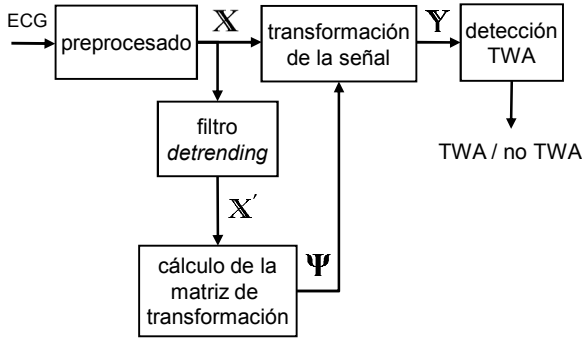 ECG
preprocesado
𝕏
transformación
de la señal
𝕐
detección
TWA
filtro
detrending
TWA / no TWA
𝕏′
cálculo de la
matriz de
transformación
Ψ